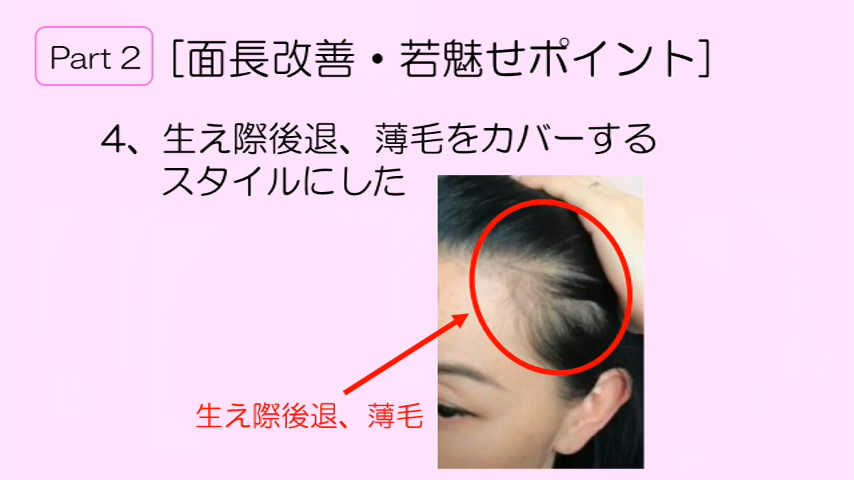 Part 2
[面長改善・若魅せポイント]
4、生え際後退、薄毛をカバーする
スタイルにした
生え際後退、薄毛